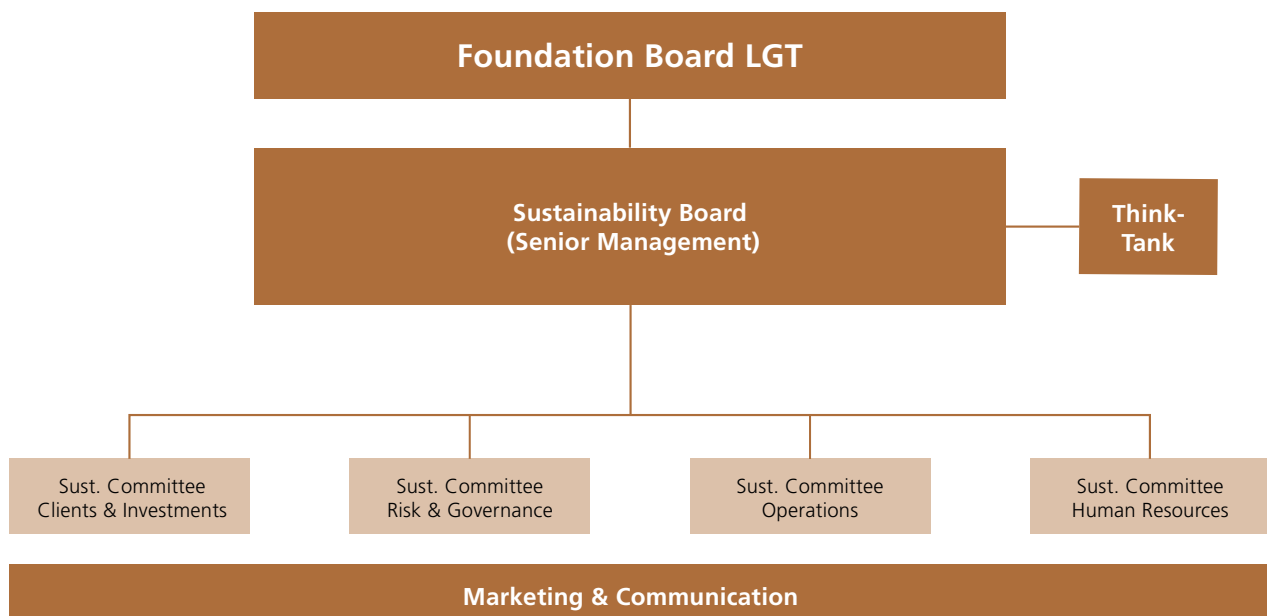 Foundation Board LGT
Sustainability Board
(Senior Management)
Think-
Tank
Sust. Committee
Clients & Investments
Sust. Committee
Risk & Governance
Sust. Committee
Operations
Sust. Committee
Human Resources
Marketing & Communication